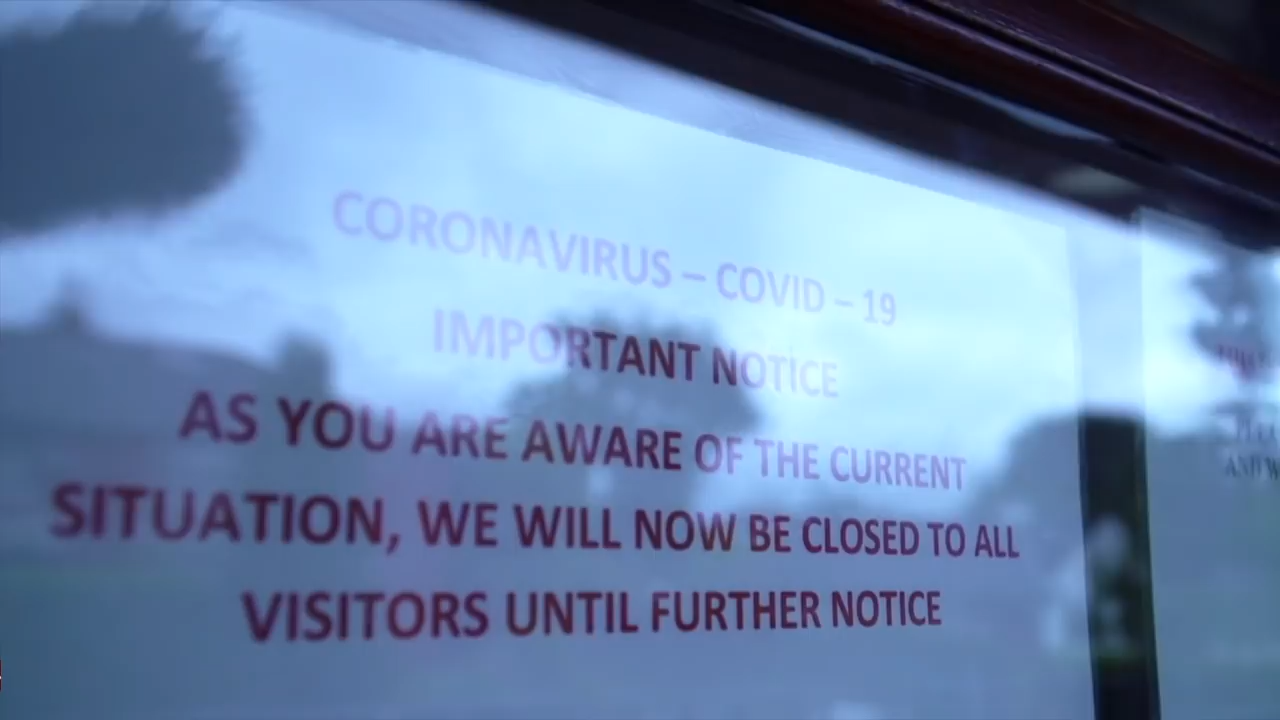 CORONAVIRUS – COVID – 19
IMPORTANT NOTICE
AS YOU ARE AWARE OF THE CURRENT
SITUATION, WE WILL NOW BE CLOSED TO ALL
VISITORS UNTIL FURTHER NOTICE